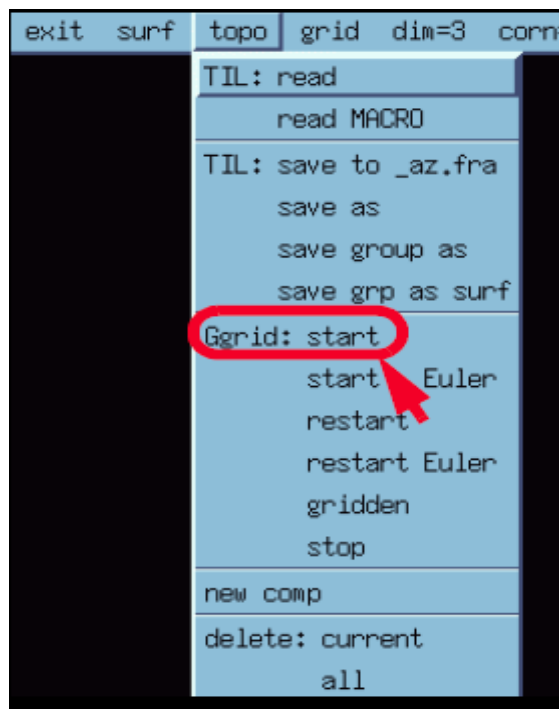 exit surf topo grid dim=3 corn
TIL: read
read MACRO
TIL: save to _az.fra
save as
save group as
save grp as surf
Ggrid: start
start Euler
restart
restart Euler
gridden
stop
new comp
delete: current
all